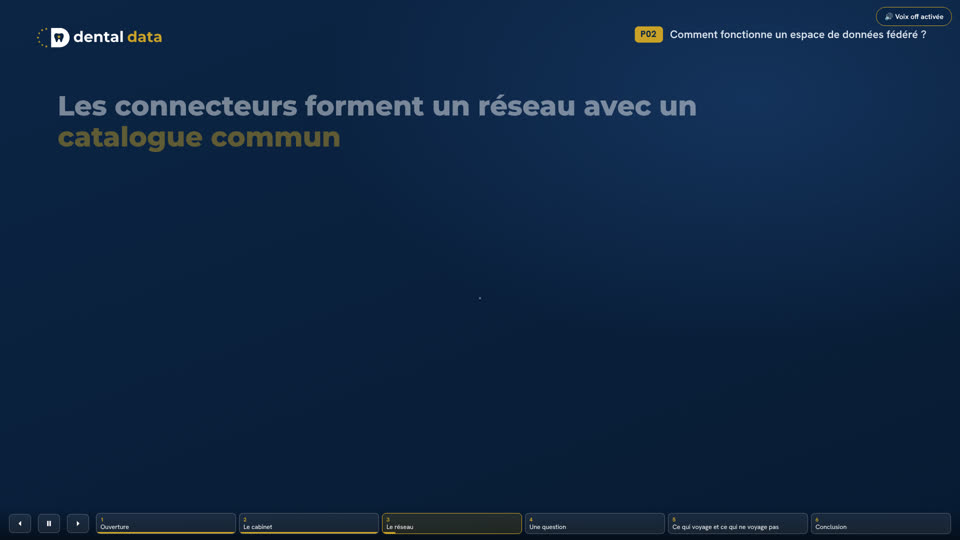 🔊 Voix off activée
dental data
P02 Comment fonctionne un espace de données fédéré ?
Les connecteurs forment un réseau avec un
catalogue commun
1
Ouverture
2
Le cabinet
3
Le réseau
4
Une question
5
Ce qui voyage et ce qui ne voyage pas
6
Conclusion